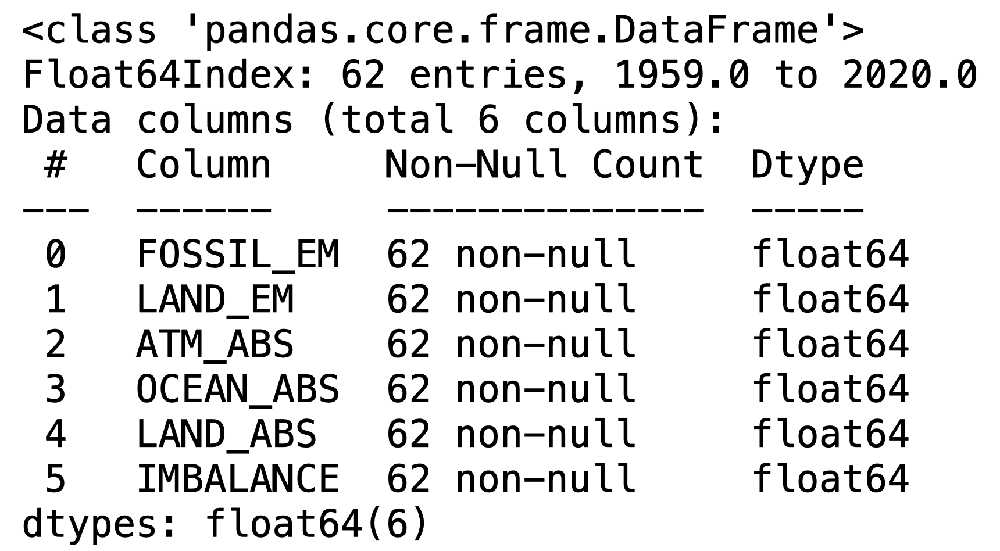 <class 'pandas.core.frame.DataFrame'>
Float64Index: 62 entries, 1959.0 to 2020.0
Data columns (total 6 columns):
 #   Column      Non-Null Count  Dtype
---  ------     --------------  -----
 0   FOSSIL_EM  62 non-null     float64
 1   LAND_EM    62 non-null     float64
 2   ATM_ABS    62 non-null     float64
 3   OCEAN_ABS  62 non-null     float64
 4   LAND_ABS   62 non-null     float64
 5   IMBALANCE  62 non-null     float64
dtypes: float64(6)